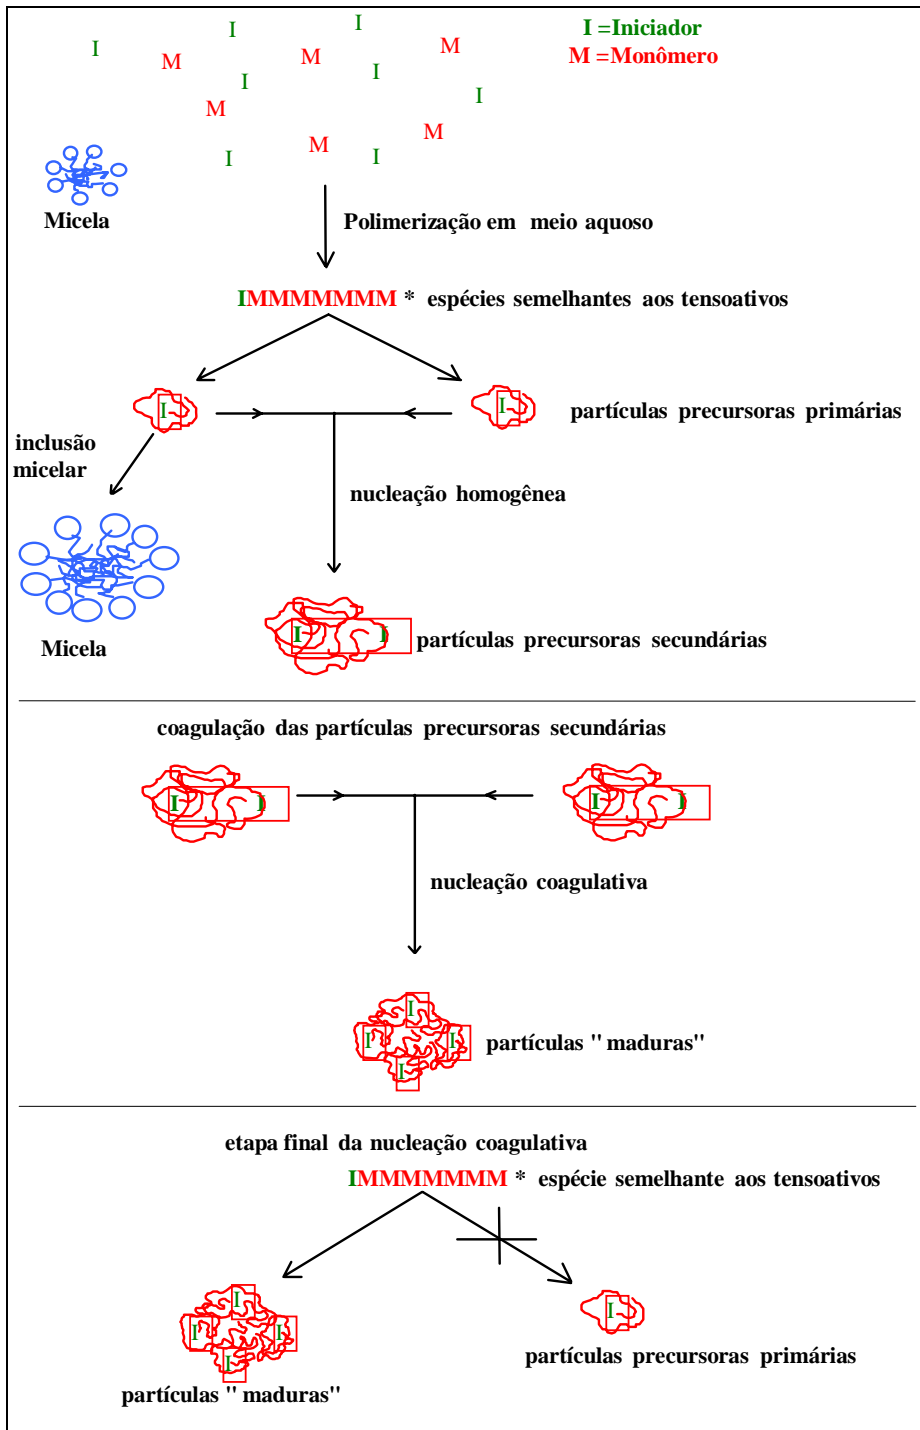 I =Iniciador
M =Monômero
I I M M I
M I I I
M M M
I I
Micela
Polimerização em meio aquoso
IMMMMMMM * espécies semelhantes aos tensoativos
I I
partículas precursoras primárias
inclusão
micelar
nucleação homogênea
Micela
I I
partículas precursoras secundárias
coagulação das partículas precursoras secundárias
I I I I
nucleação coagulativa
I
I I
I
partículas " maduras"
etapa final da nucleação coagulativa
IMMMMMMM * espécie semelhante aos tensoativos
I
I I
I
I
partículas precursoras primárias
partículas " maduras"